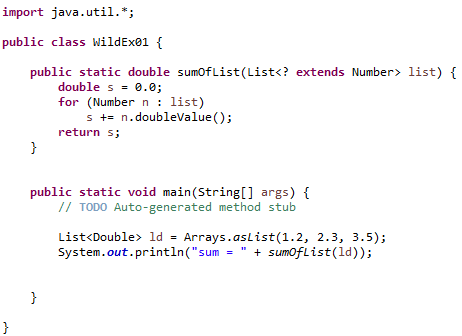 import java.util.*;

public class WildEx01 {

    public static double sumOfList(List<? extends Number> list) {
        double s = 0.0;
        for (Number n : list)
            s += n.doubleValue();
        return s;
    }


    public static void main(String[] args) {
        // TODO Auto-generated method stub

        List<Double> ld = Arrays.asList(1.2, 2.3, 3.5);
        System.out.println("sum = " + sumOfList(ld));


    }

}